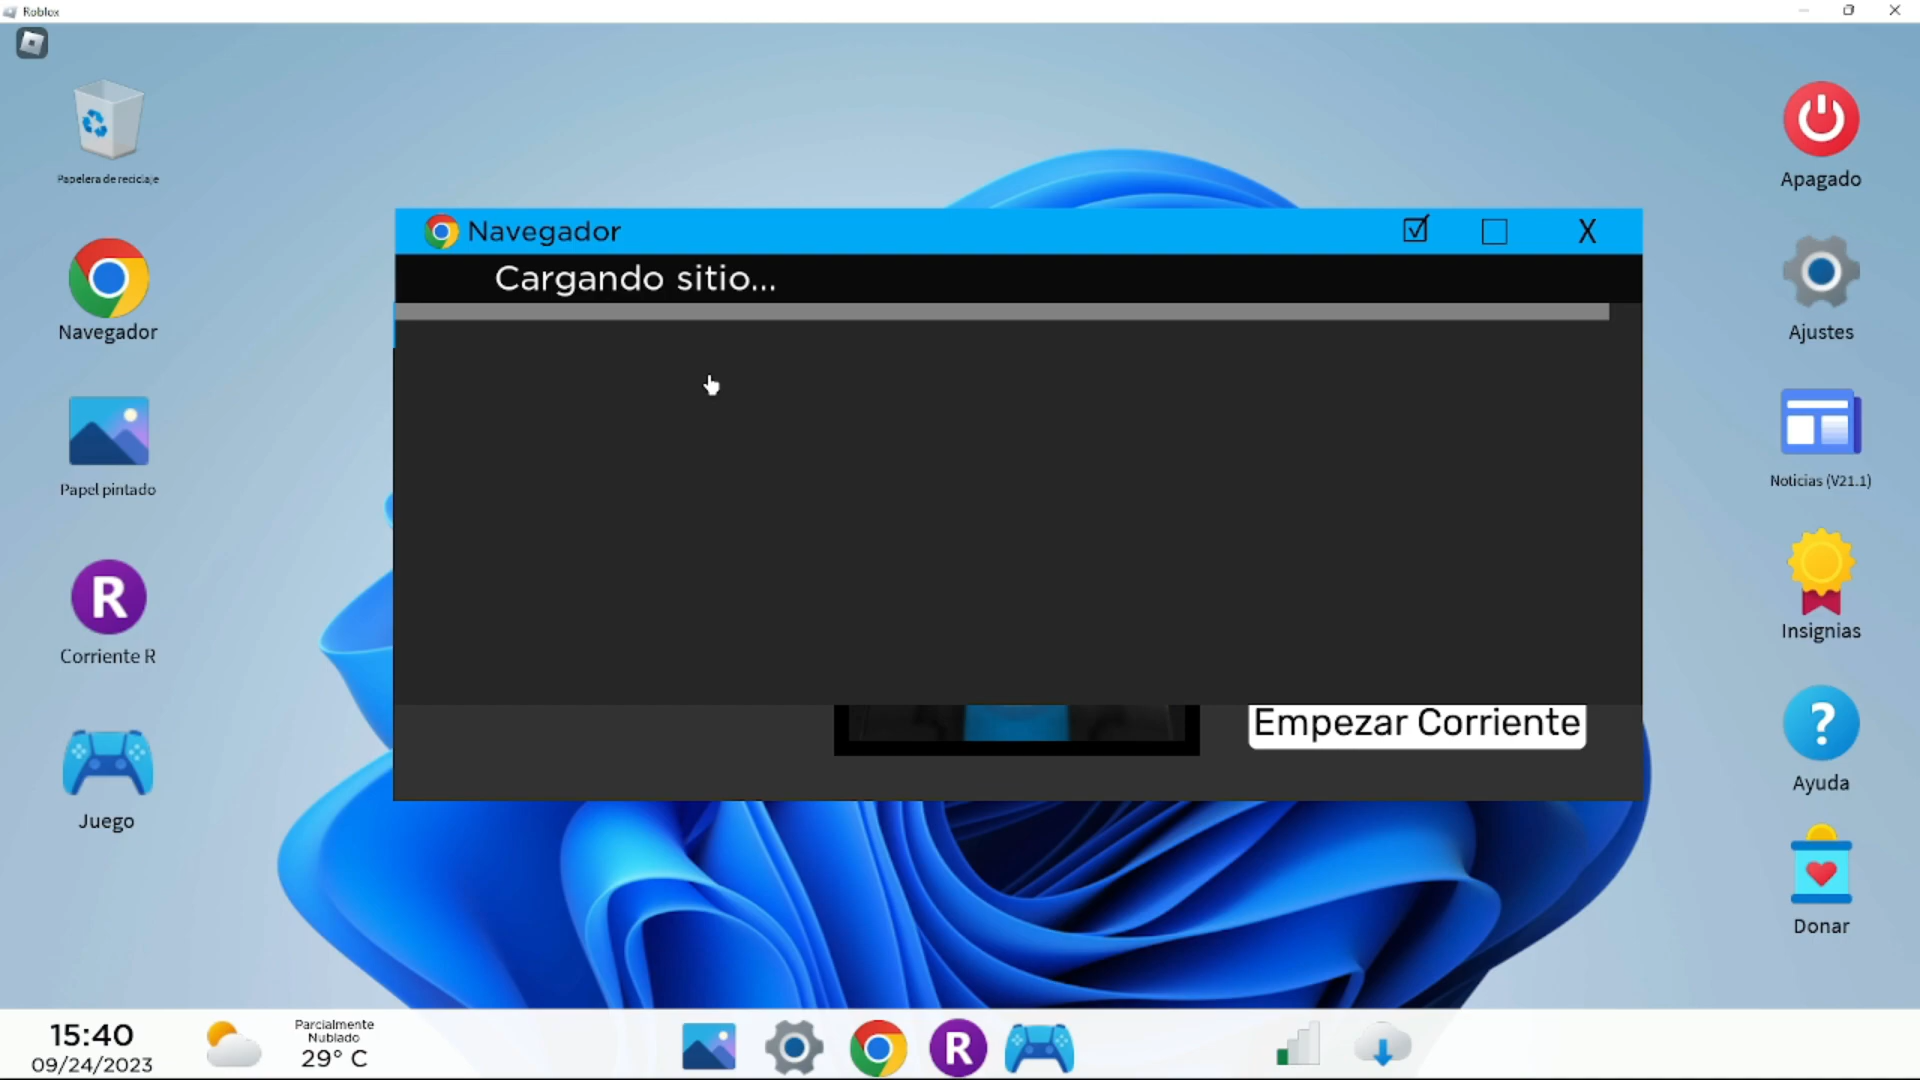 Roblox
Papelera de reciclaje
Navegador
Papel pintado
R
Corriente R
Juego
Navegador
X
Cargando sitio...
Empezar Corriente
Apagado
Ajustes
Noticias (V21.1)
Insignias
?
Ayuda
Donar
15:40
09/24/2023
Parcialmente
Nublado
29° C
R